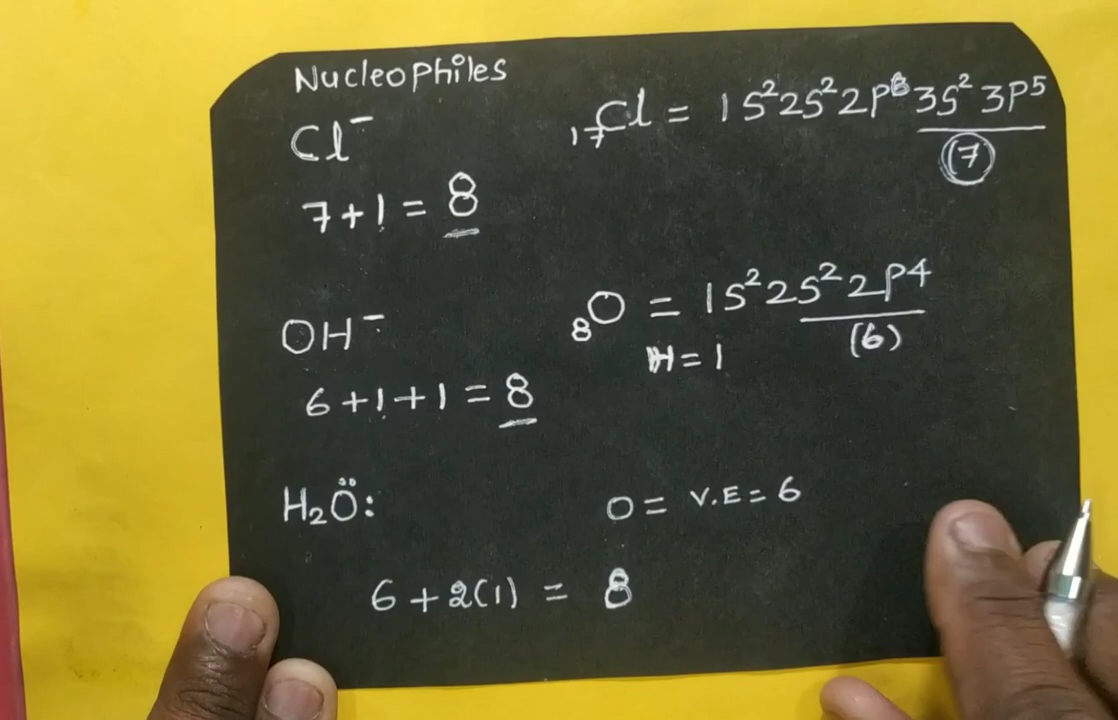 Nucleophiles
Cl⁻
₁₇Cl = 1s²2s²2p⁶3s²3p⁵
(7)
7+1 = 8
OH⁻
₈O = 1s²2s²2p4
(6)
H=1
6+1+1 = 8
H₂Ö:
O = V.E = 6
6+2(1) = 8